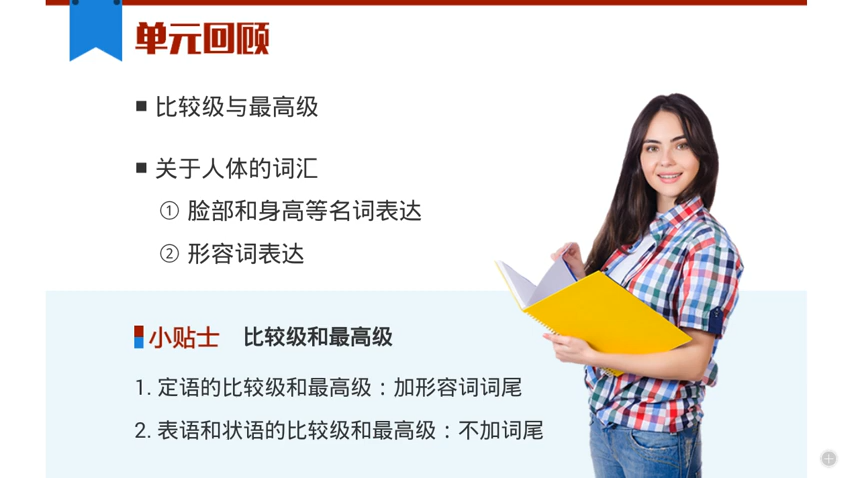 单元回顾
■ 比较级与最高级
■ 关于人体的词汇
① 脸部和身高等名词表达
② 形容词表达
小贴士 比较级和最高级
1. 定语的比较级和最高级：加形容词词尾
2. 表语和状语的比较级和最高级：不加词尾